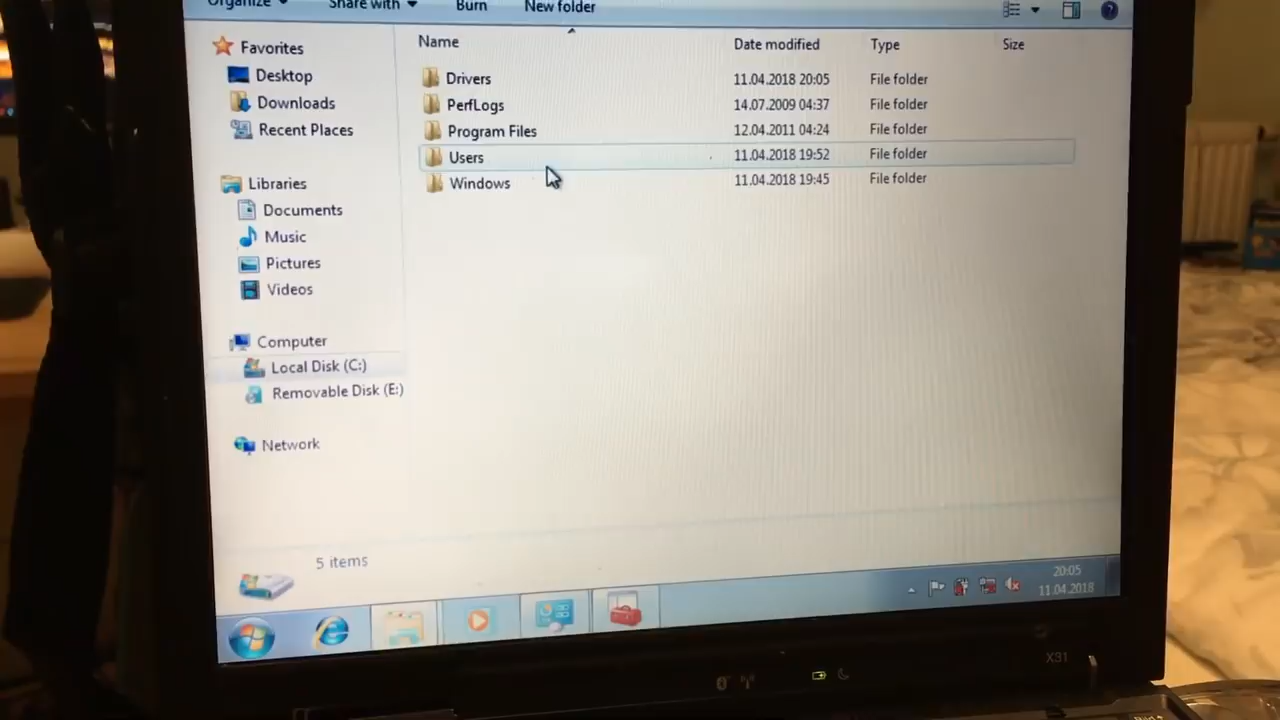 Organize Share with Burn New folder
Name Date modified Type Size
Favorites
Desktop
Downloads
Recent Places
Libraries
Documents
Music
Pictures
Videos
Computer
Local Disk (C:)
Removable Disk (E:)
Network
Drivers 11.04.2018 20:05 File folder
PerfLogs 14.07.2009 04:37 File folder
Program Files 12.04.2011 04:24 File folder
Users 11.04.2018 19:52 File folder
Windows 11.04.2018 19:45 File folder
5 items
20:05
11.04.2018
X31